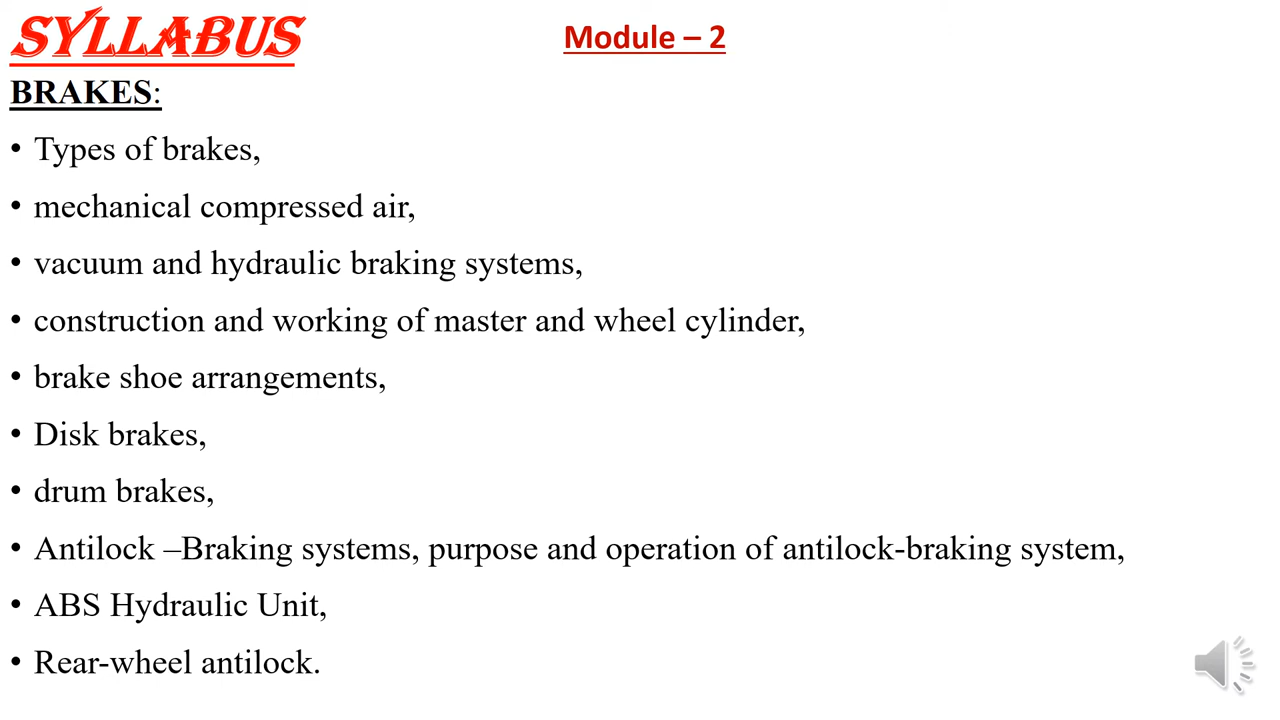 SYLLABUS
Module – 2
BRAKES:
• Types of brakes,
• mechanical compressed air,
• vacuum and hydraulic braking systems,
• construction and working of master and wheel cylinder,
• brake shoe arrangements,
• Disk brakes,
• drum brakes,
• Antilock –Braking systems, purpose and operation of antilock-braking system,
• ABS Hydraulic Unit,
• Rear-wheel antilock.